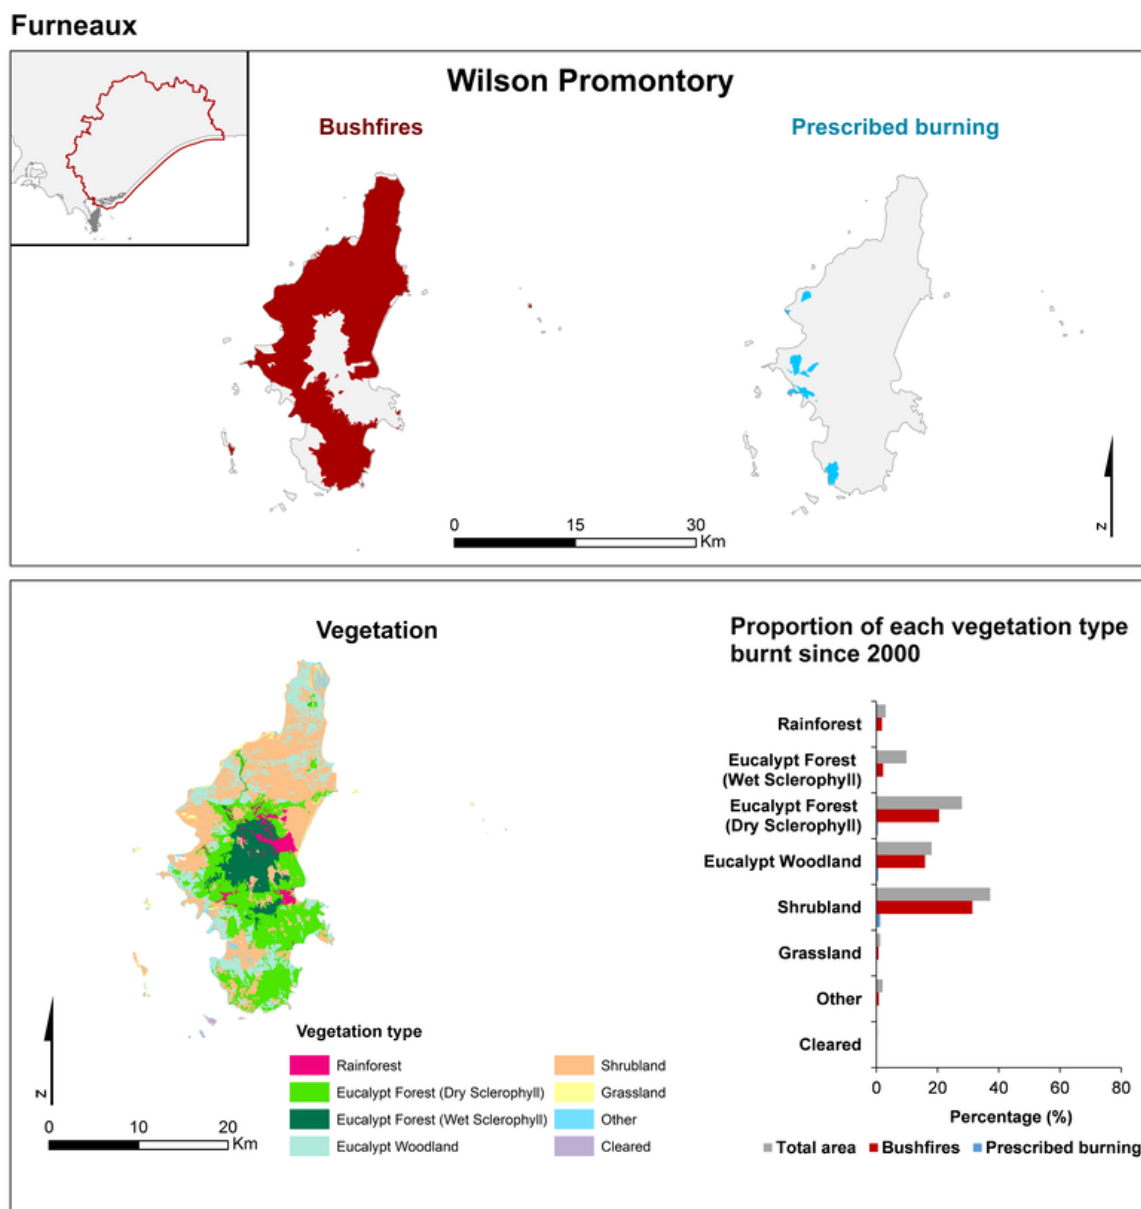 Furneaux
Wilson Promontory
Bushfires
Prescribed burning
0 15 30
Km
N
Vegetation
Proportion of each vegetation type
burnt since 2000
Rainforest
Eucalypt Forest
(Wet Sclerophyll)
Eucalypt Forest
(Dry Sclerophyll)
Eucalypt Woodland
Shrubland
Grassland
Other
Cleared
0 20 40 60 80
Percentage (%)
Total area Bushfires Prescribed burning
N
0 10 20
Km
Vegetation type
Rainforest
Eucalypt Forest (Dry Sclerophyll)
Eucalypt Forest (Wet Sclerophyll)
Eucalypt Woodland
Shrubland
Grassland
Other
Cleared